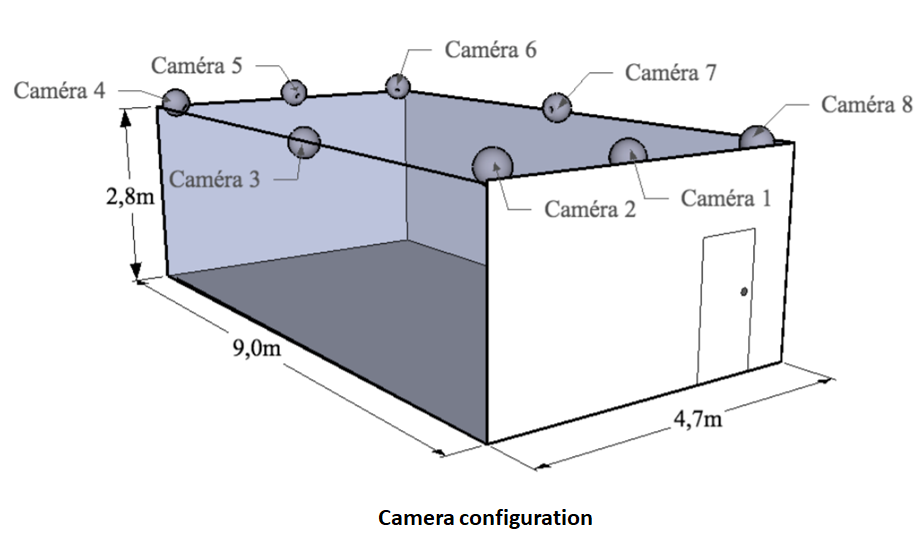 Caméra 6
Caméra 5
Caméra 7
Caméra 4
Caméra 8
Caméra 3
2,8m
Caméra 1
Caméra 2
9,0m
4,7m
Camera configuration